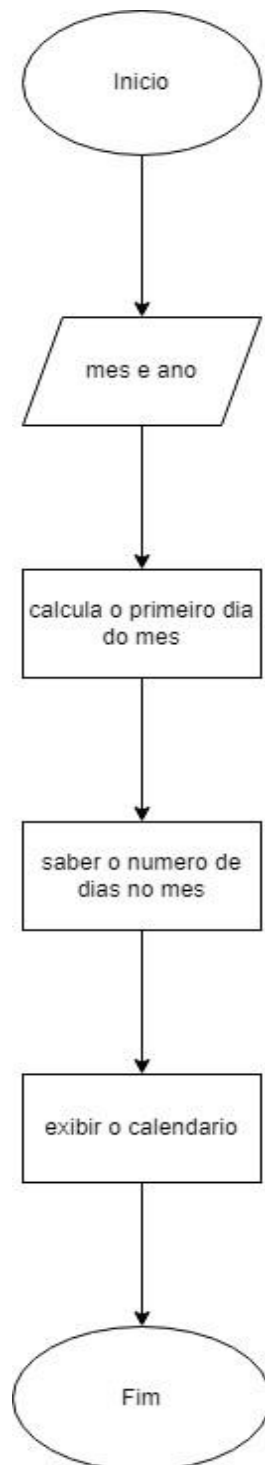 Inicio
mes e ano
calcula o primeiro dia
do mes
saber o numero de
dias no mes
exibir o calendario
Fim